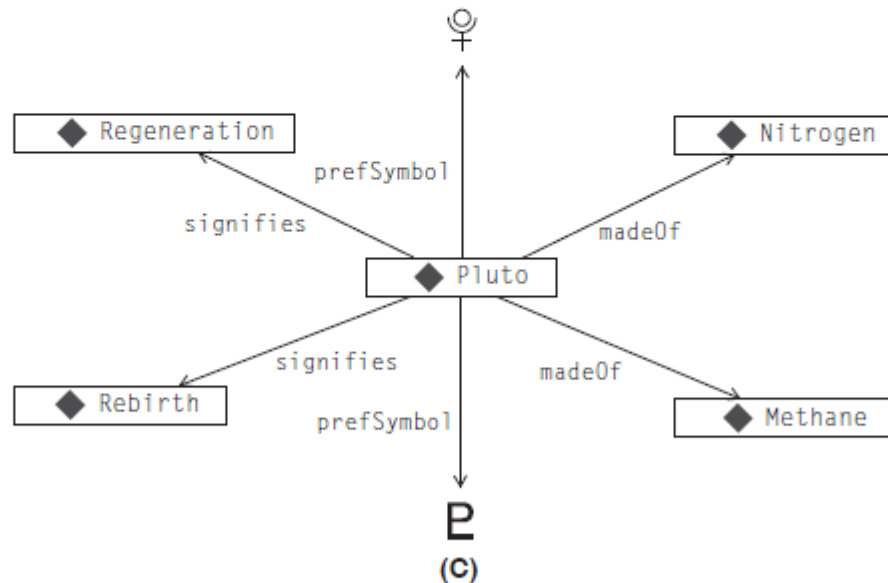 Regeneration
Nitrogen
prefSymbol
signifies
madeOf
Pluto
signifies
madeOf
Rebirth
prefSymbol
Methane
(C)